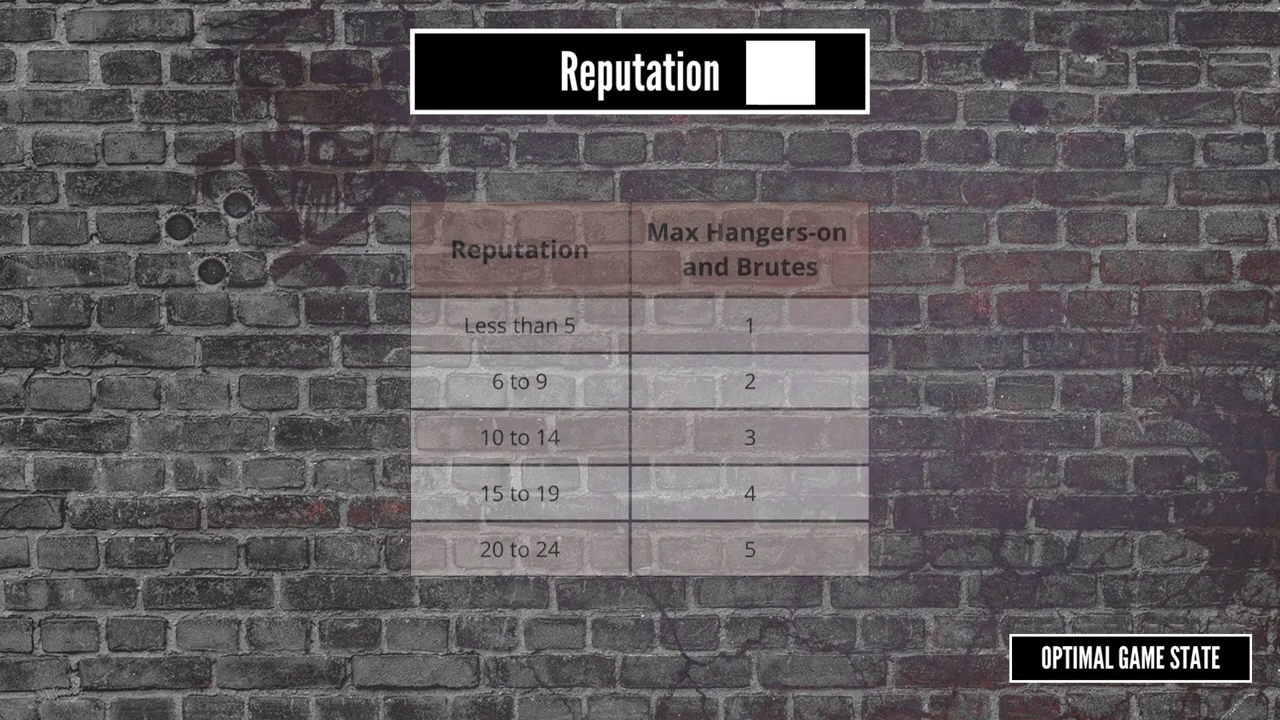 Reputation
Reputation
Max Hangers-on
and Brutes
Less than 5
1
6 to 9
2
10 to 14
3
15 to 19
4
20 to 24
5
OPTIMAL GAME STATE